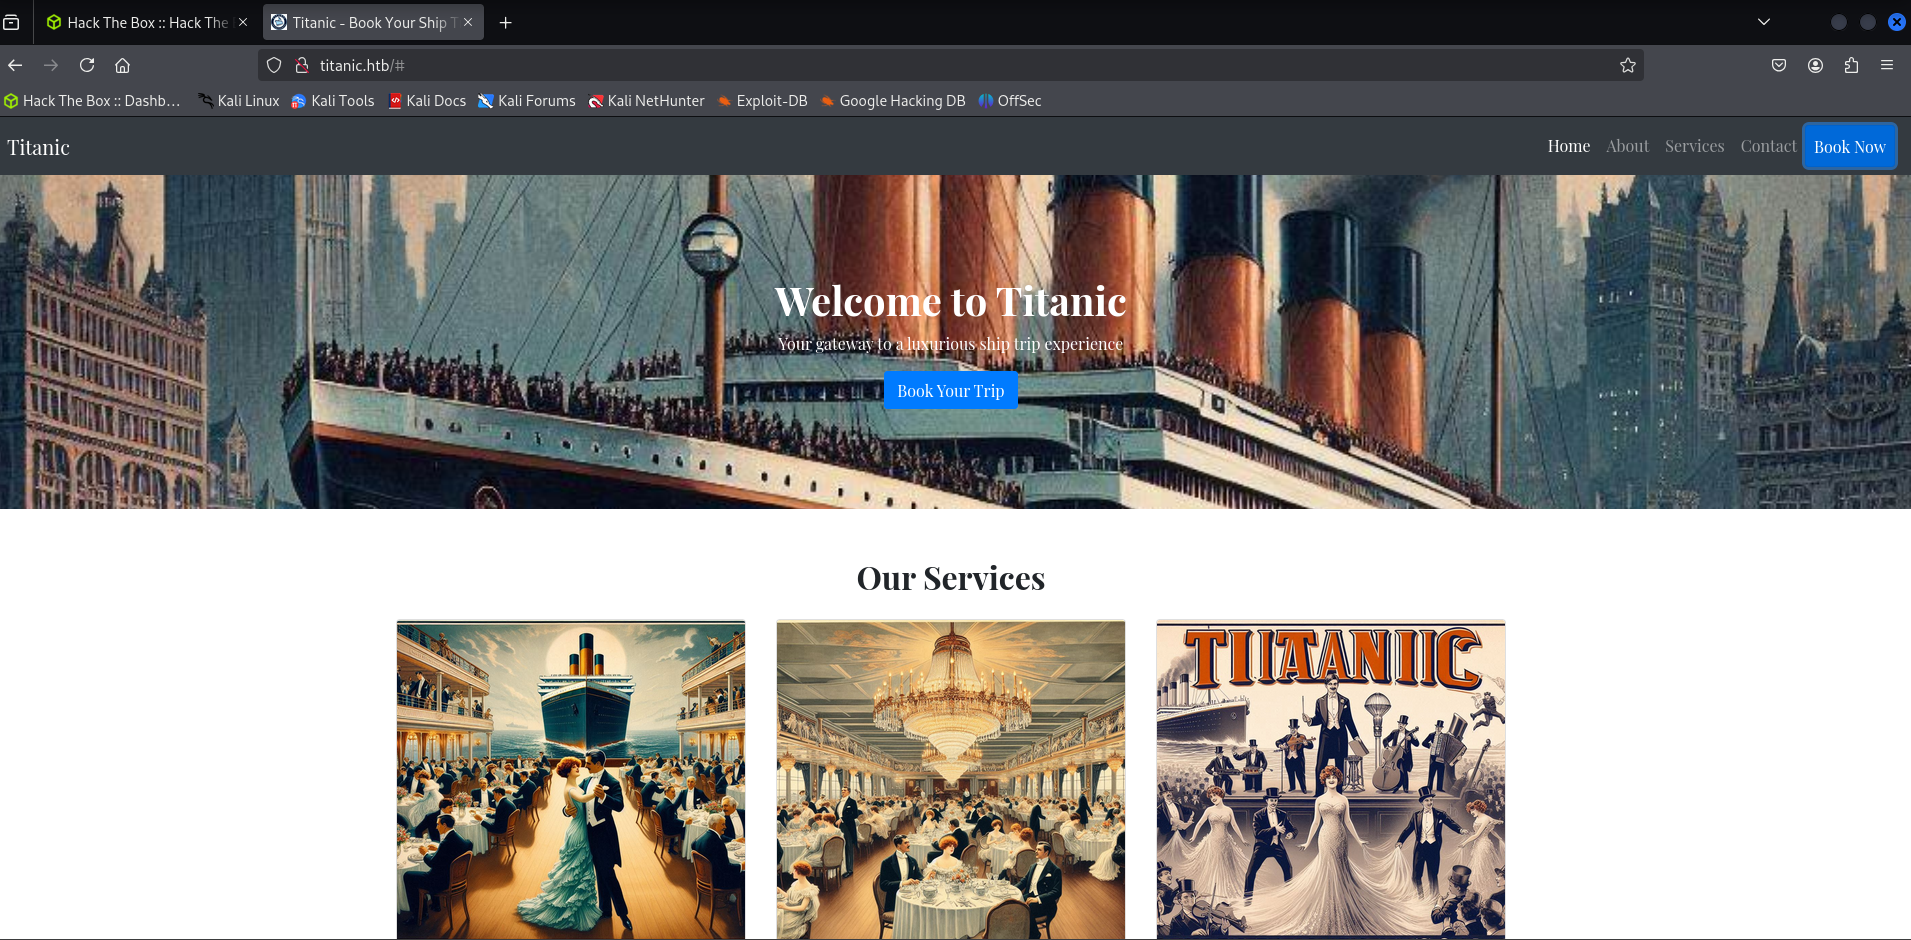 Hack The Box :: Hack The
Titanic - Book Your Ship T
titanic.htb/#
Hack The Box :: Dashb...
Kali Linux
Kali Tools
Kali Docs
Kali Forums
Kali NetHunter
Exploit-DB
Google Hacking DB
OffSec
Titanic
Home
About
Services
Contact
Book Now
Welcome to Titanic
Your gateway to a luxurious ship trip experience
Book Your Trip
Our Services
TIIAANIIC